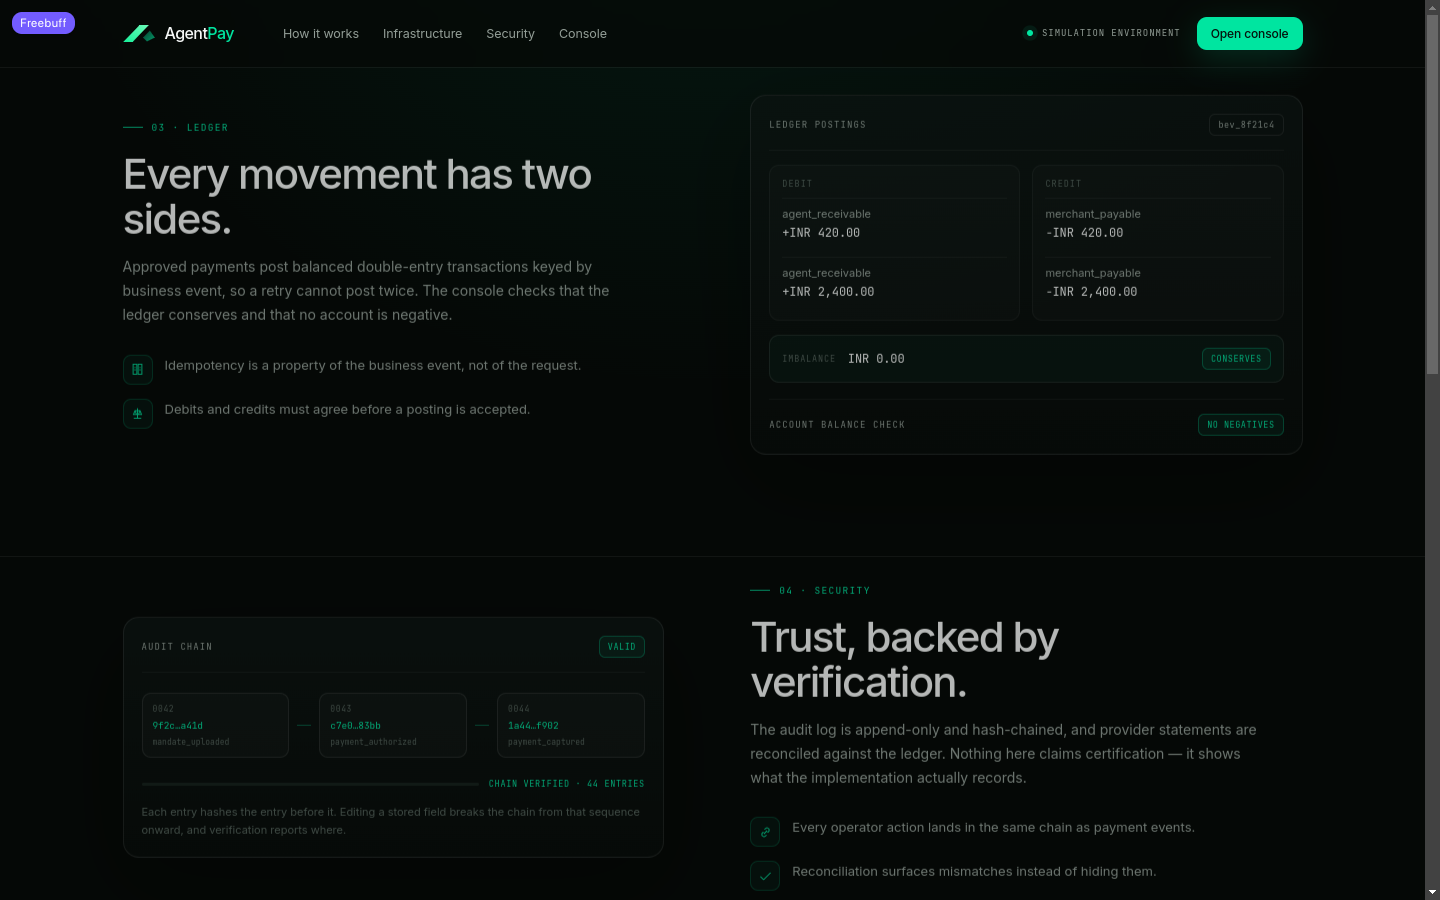 Freebuff
AgentPay
How it works
Infrastructure
Security
Console
SIMULATION ENVIRONMENT
Open console
03 · LEDGER
Every movement has two
sides.
Approved payments post balanced double-entry transactions keyed by
business event, so a retry cannot post twice. The console checks that the
ledger conserves and that no account is negative.
Idempotency is a property of the business event, not of the request.
Debits and credits must agree before a posting is accepted.
LEDGER POSTINGS
bev_8f21c4
DEBIT
agent_receivable
+INR 420.00
agent_receivable
+INR 2,400.00
CREDIT
merchant_payable
-INR 420.00
merchant_payable
-INR 2,400.00
IMBALANCE INR 0.00
CONSERVES
ACCOUNT BALANCE CHECK
NO NEGATIVES
AUDIT CHAIN
VALID
0042
9f2c…a41d
mandate_uploaded
0043
c7e0…83bb
payment_authorized
0044
1a44…f902
payment_captured
CHAIN VERIFIED · 44 ENTRIES
Each entry hashes the entry before it. Editing a stored field breaks the chain from that sequence
onward, and verification reports where.
04 · SECURITY
Trust, backed by
verification.
The audit log is append-only and hash-chained, and provider statements are
reconciled against the ledger. Nothing here claims certification — it shows
what the implementation actually records.
Every operator action lands in the same chain as payment events.
Reconciliation surfaces mismatches instead of hiding them.